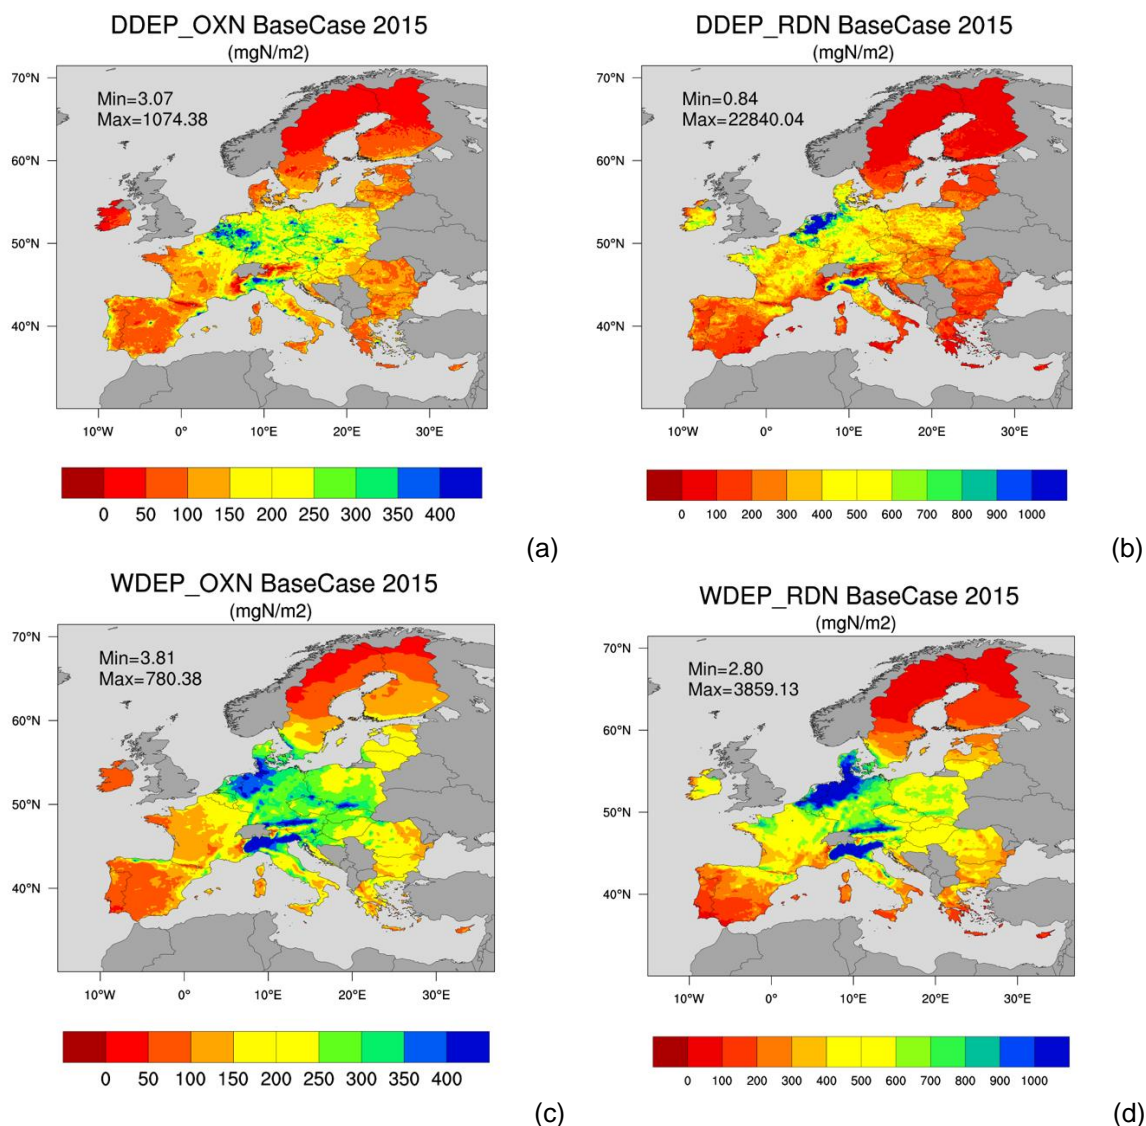 DDEP_OXN BaseCase 2015
(mgN/m2)
70°N
60°N
50°N
40°N
Min=3.07
Max=1074.38
10°W 0° 10°E 20°E 30°E
0 50 100 150 200 250 300 350 400
(a)
DDEP_RDN BaseCase 2015
(mgN/m2)
70°N
60°N
50°N
40°N
Min=0.84
Max=22840.04
10°W 0° 10°E 20°E 30°E
0 100 200 300 400 500 600 700 800 900 1000
(b)
WDEP_OXN BaseCase 2015
(mgN/m2)
70°N
60°N
50°N
40°N
Min=3.81
Max=780.38
10°W 0° 10°E 20°E 30°E
0 50 100 150 200 250 300 350 400
(c)
WDEP_RDN BaseCase 2015
(mgN/m2)
70°N
60°N
50°N
40°N
Min=2.80
Max=3859.13
10°W 0° 10°E 20°E 30°E
0 100 200 300 400 500 600 700 800 900 1000
(d)